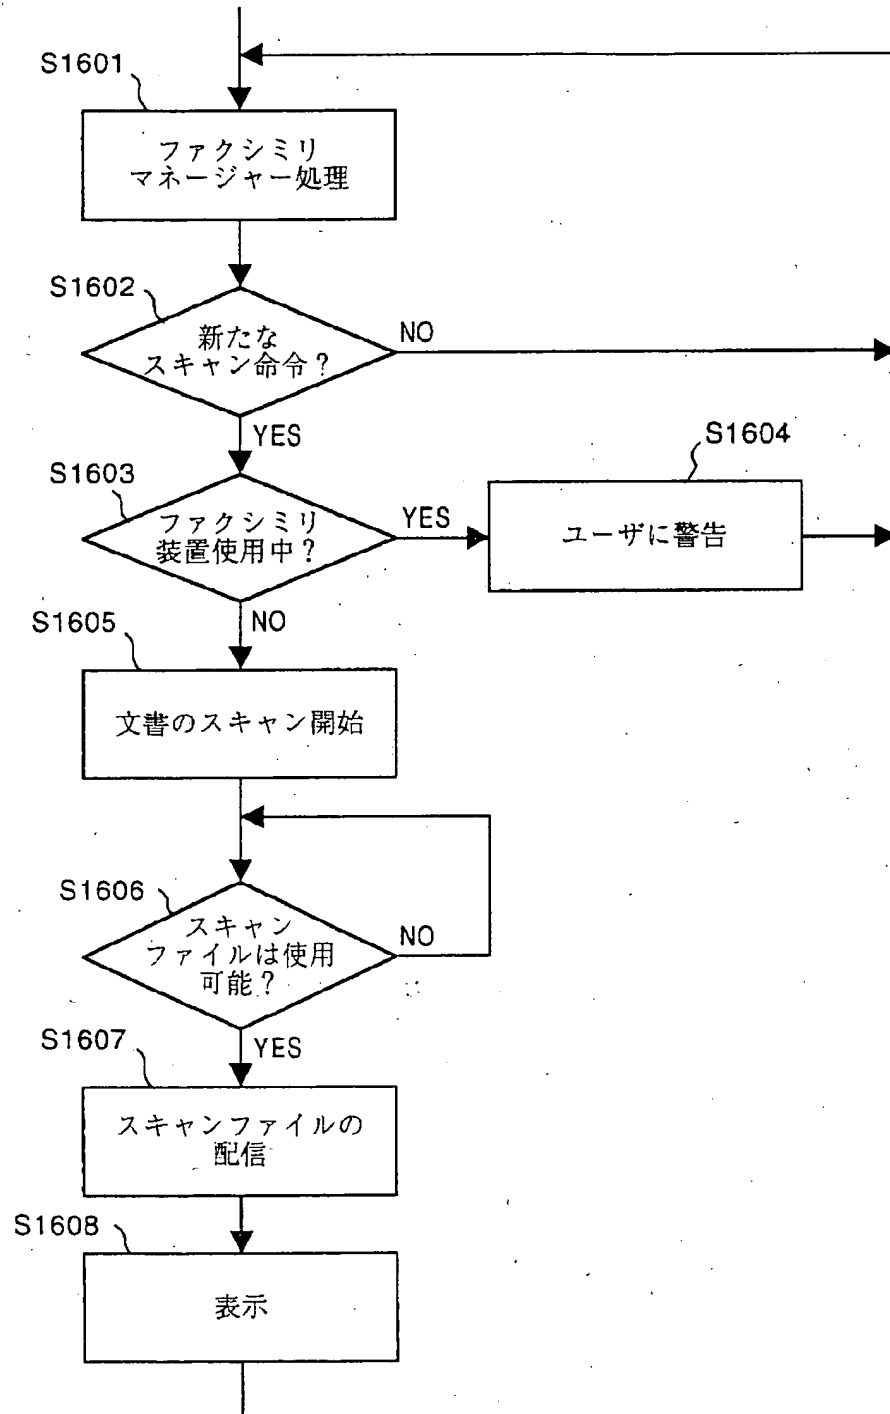 S1601
ファクシミリ
マネージャー処理
S1602
新たな
スキャン命令?
NO
YES
S1603
ファクシミリ
装置使用中?
YES
S1604
ユーザに警告
NO
S1605
文書のスキャン開始
S1606
スキャン
ファイルは使用
可能?
NO
YES
S1607
スキャンファイルの
配信
S1608
表示